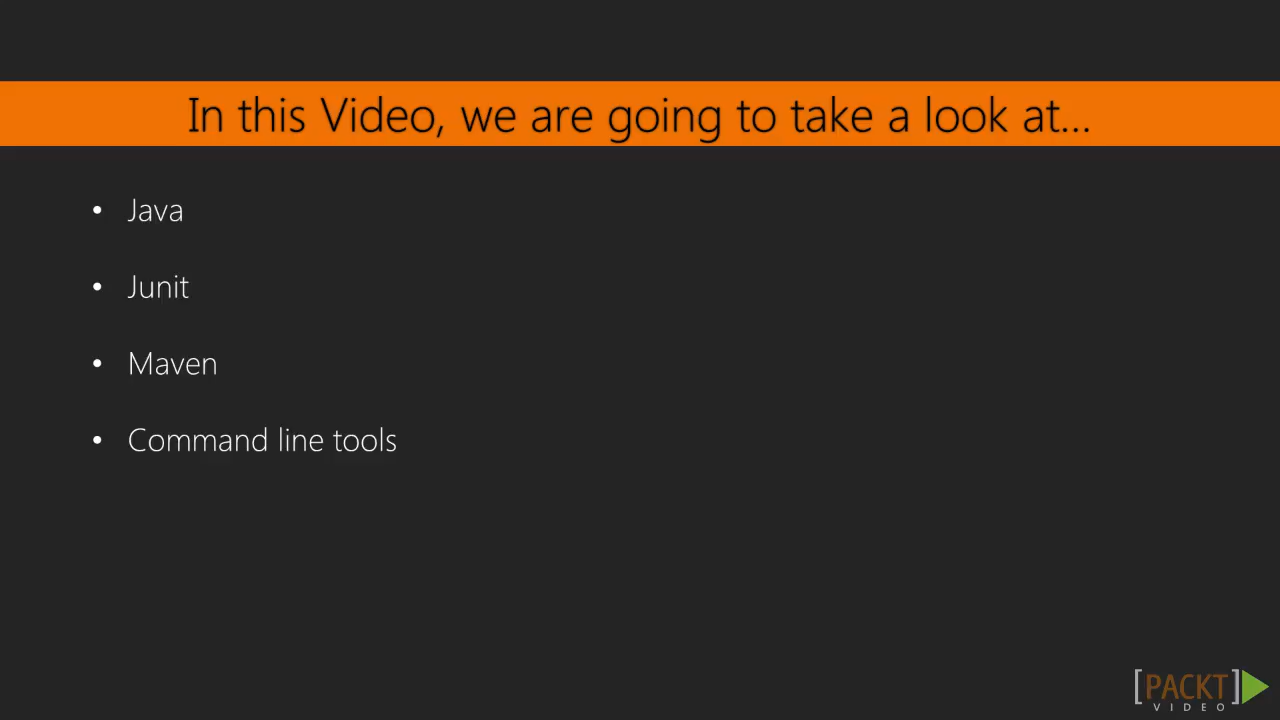 In this Video, we are going to take a look at...
• Java
• Junit
• Maven
• Command line tools
[PACKT]
VIDEO